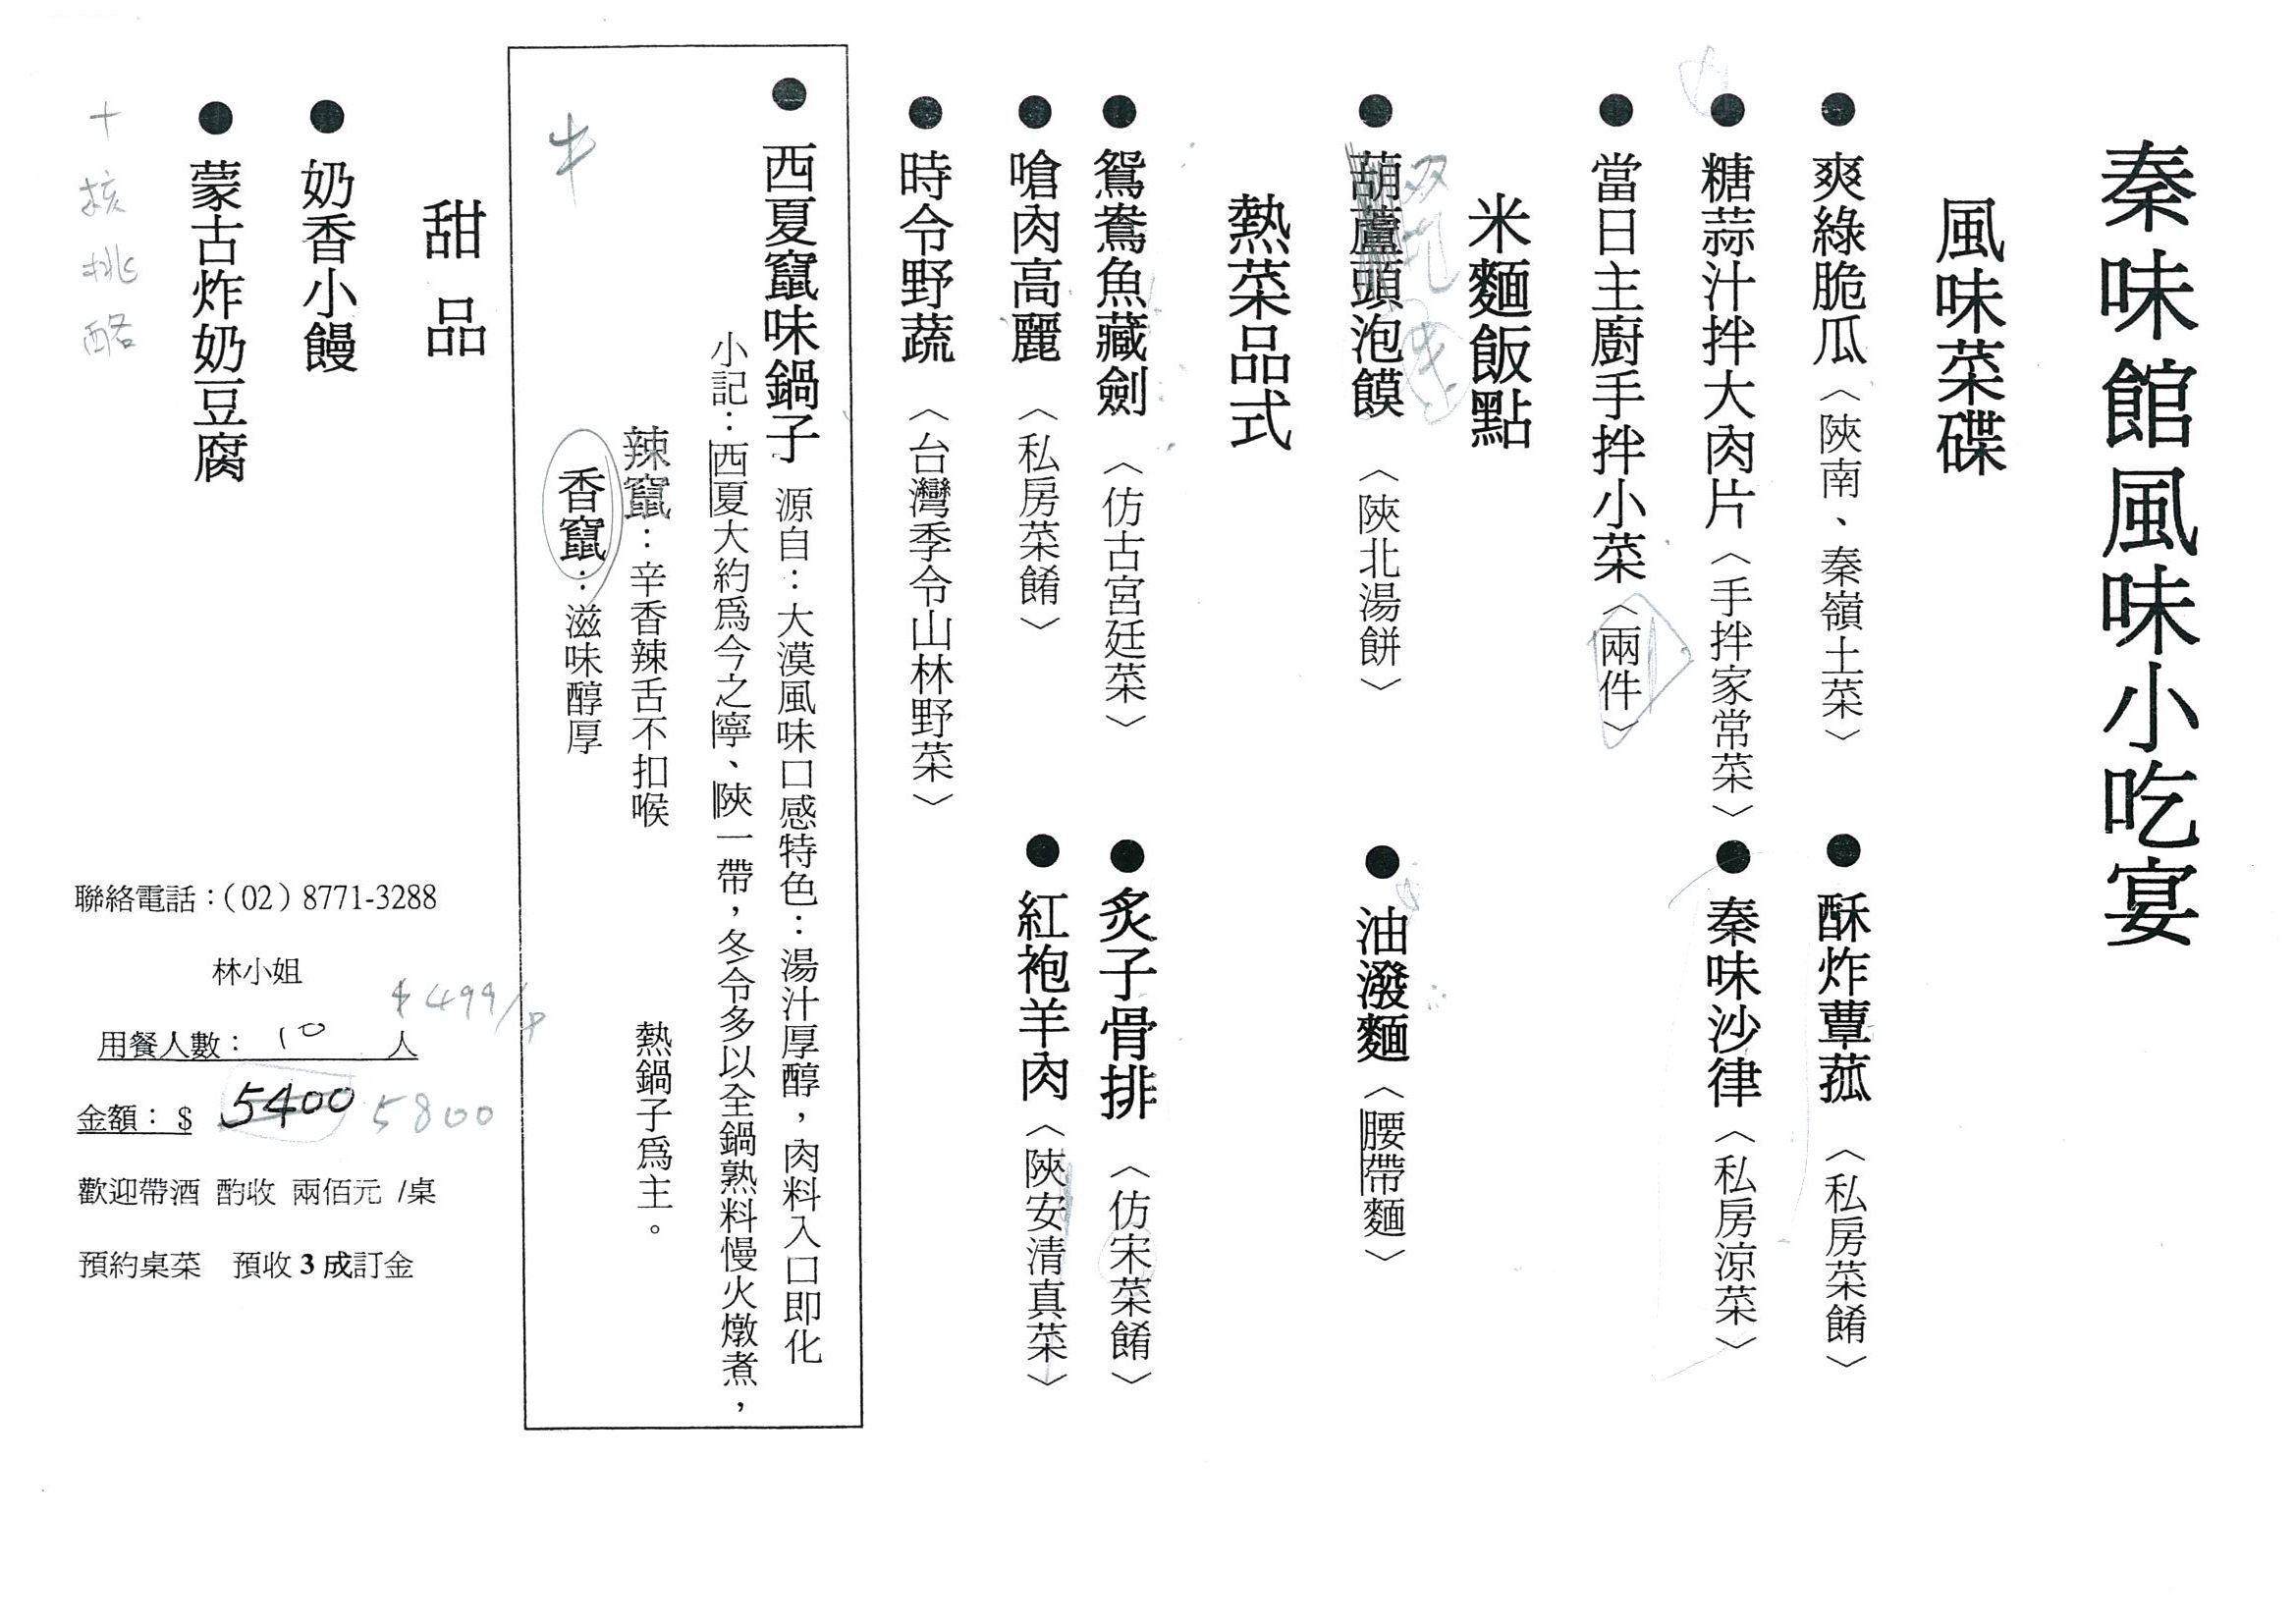 秦味館風味小吃宴
風味菜碟
●爽綠脆瓜〈陝南、秦嶺土菜〉 ●酥炸蕈菰〈私房菜餚〉
●糖蒜汁拌大肉片〈手拌家常菜〉 ●秦味沙律〈私房涼菜〉
●當日主廚手拌小菜〈兩件〉
米麵飯點
●葫蘆頭泡饃〈陝北湯餅〉 ●油潑麵〈腰帶麵〉
熱菜品式
●鴛鴦魚藏劍〈仿古宮廷菜〉 ●炙子骨排〈仿宋菜餚〉
●嗆肉高麗〈私房菜餚〉 ●紅袍羊肉〈陝安清真菜〉
●時令野蔬〈台灣季令山林野菜〉
●西夏竄味鍋子 源自：大漠風味口感特色：湯汁厚醇，肉料入口即化
小記：西夏大約為今之寧、陝一帶，冬令多以全鍋熟料慢火燉煮，
辣竄：辛香辣舌不扣喉 熱鍋子為主。
香竄：滋味醇厚
牛
甜品
●奶香小饅
●蒙古炸奶豆腐
十核桃酪
聯絡電話：(02) 8771-3288
林小姐
$499/p
用餐人數： 10 人
金額：$ 5400 5800
歡迎帶酒 酌收 兩佰元 /桌
預約桌菜 預收 3 成訂金